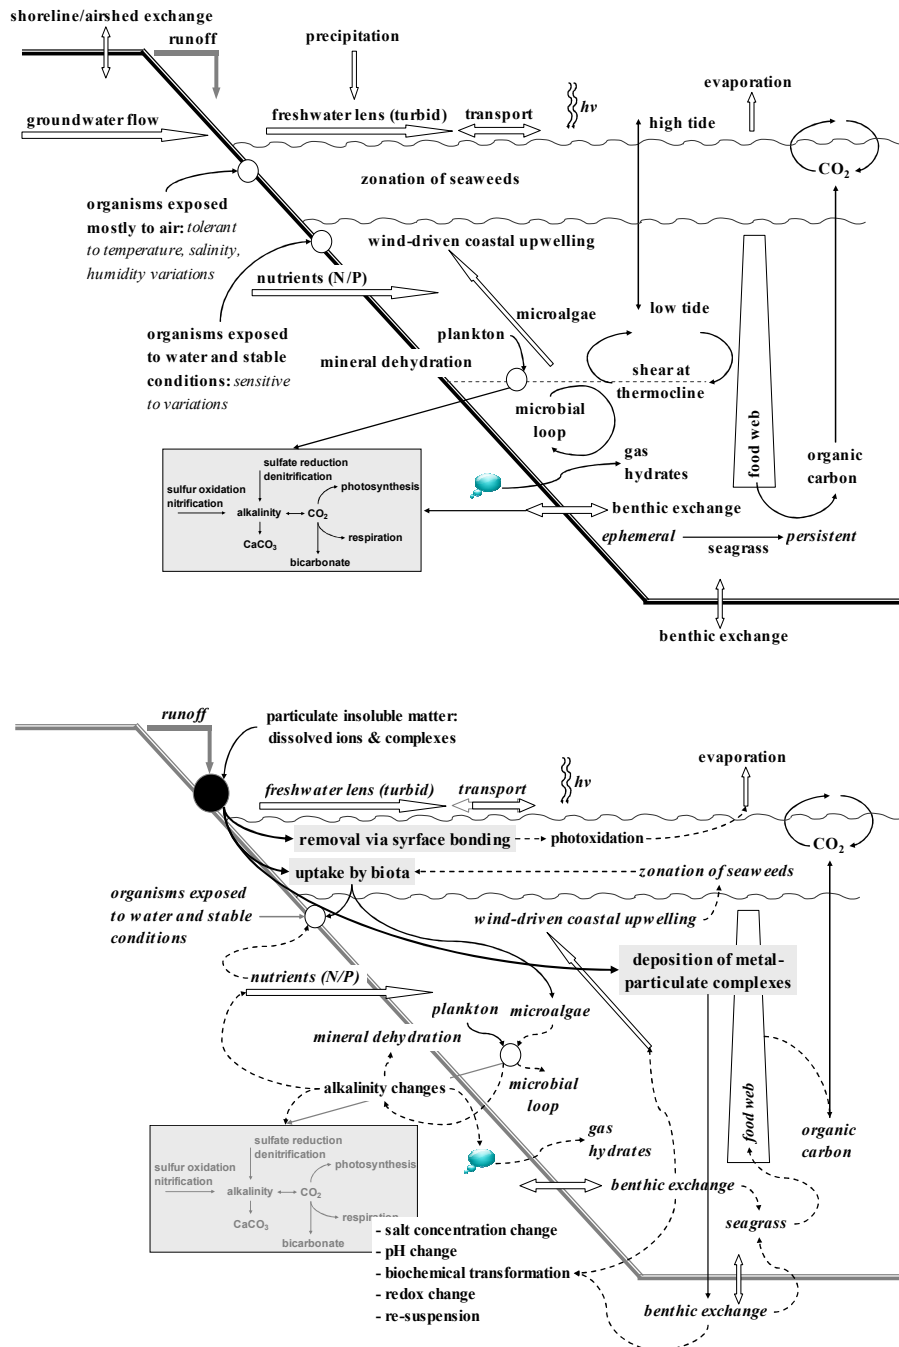 shoreline/airshed exchange
runoff
precipitation
evaporation
groundwater flow
freshwater lens (turbid)
transport
hν
high tide
CO2
zonation of seaweeds
organisms exposed
mostly to air: tolerant
to temperature, salinity,
humidity variations
wind-driven coastal upwelling
nutrients (N/P)
microalgae
low tide
organisms exposed
to water and stable
conditions: sensitive
to variations
plankton
mineral dehydration
shear at
thermocline
microbial
loop
food web
gas
hydrates
organic
carbon
sulfate reduction
denitrification
photosynthesis
sulfur oxidation
nitrification
alkalinity
CO2
CaCO3
respiration
bicarbonate
benthic exchange
ephemeral
seagrass
persistent
benthic exchange
runoff
particulate insoluble matter:
dissolved ions & complexes
evaporation
freshwater lens (turbid)
transport
hν
removal via syrface bonding
photoxidation
CO2
uptake by biota
zonation of seaweeds
organisms exposed
to water and stable
conditions
wind-driven coastal upwelling
deposition of metal-
particulate complexes
nutrients (N/P)
plankton
microalgae
mineral dehydration
microbial
loop
alkalinity changes
food web
gas
hydrates
organic
carbon
sulfate reduction
denitrification
photosynthesis
sulfur oxidation
nitrification
alkalinity
CO2
CaCO3
respiration
bicarbonate
benthic exchange
seagrass
- salt concentration change
- pH change
- biochemical transformation
- redox change
- re-suspension
benthic exchange